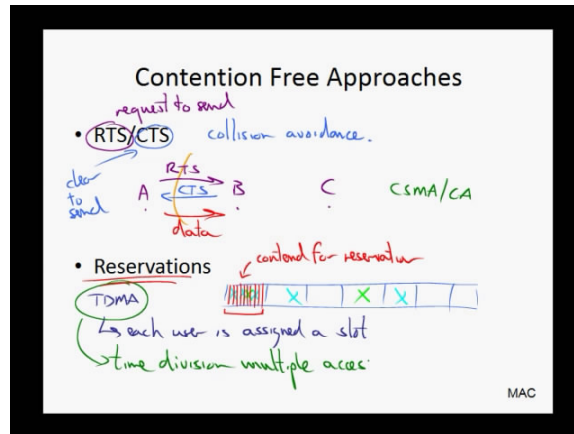 Contention Free Approaches
request to send
• RTS/CTS collision avoidance.
clear to send
RTS
A CTS B C CSMA/CA
data
contend for reservation
• Reservations
TDMA
↳ each user is assigned a slot
time division multiple acces
MAC